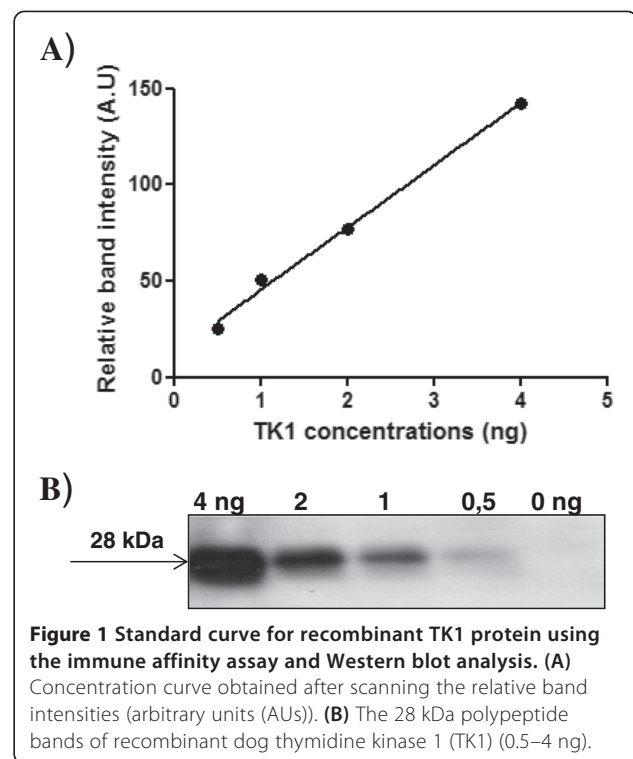 A)
Relative band intensity (A.U)
150
100
50
0
0 1 2 3 4 5
TK1 concentrations (ng)
B)
4 ng 2 1 0,5 0 ng
28 kDa
Figure 1 Standard curve for recombinant TK1 protein using
the immune affinity assay and Western blot analysis. (A)
Concentration curve obtained after scanning the relative band
intensities (arbitrary units (AUs)). (B) The 28 kDa polypeptide
bands of recombinant dog thymidine kinase 1 (TK1) (0.5–4 ng).